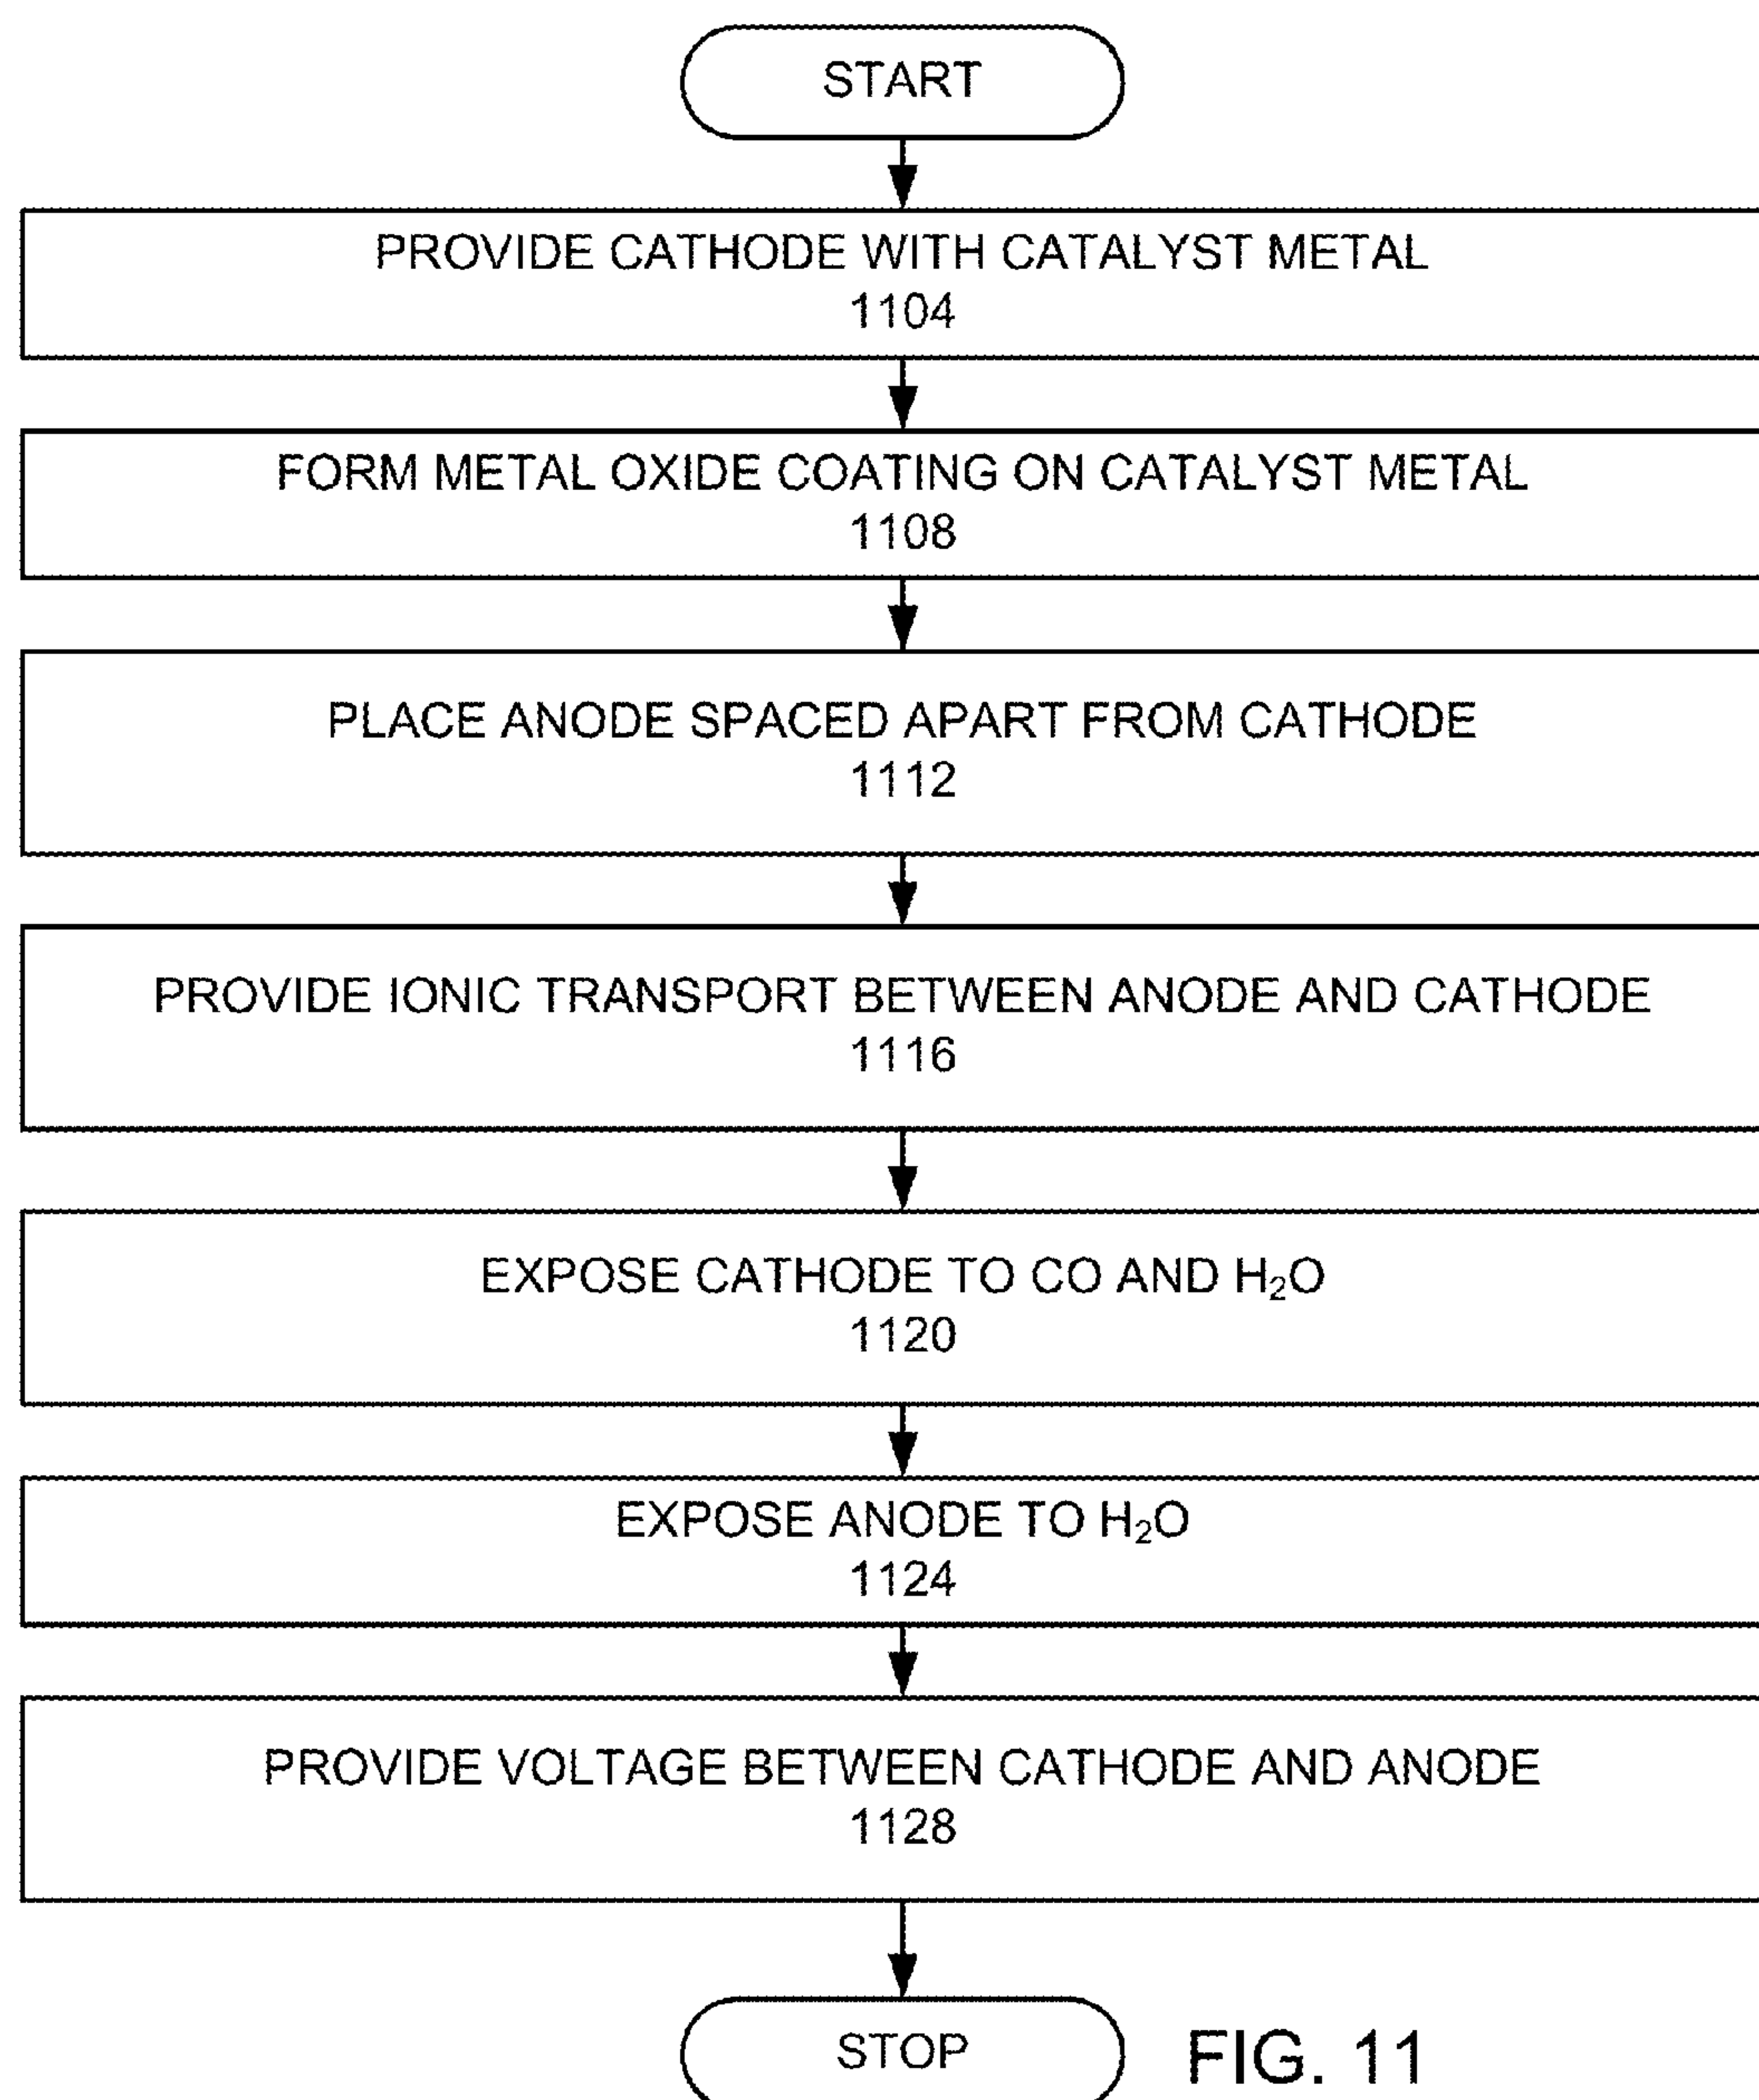 START
PROVIDE CATHODE WITH CATALYST METAL
1104
FORM METAL OXIDE COATING ON CATALYST METAL
1108
PLACE ANODE SPACED APART FROM CATHODE
1112
PROVIDE IONIC TRANSPORT BETWEEN ANODE AND CATHODE
1116
EXPOSE CATHODE TO CO AND H₂O
1120
EXPOSE ANODE TO H₂O
1124
PROVIDE VOLTAGE BETWEEN CATHODE AND ANODE
1128
STOP
FIG. 11